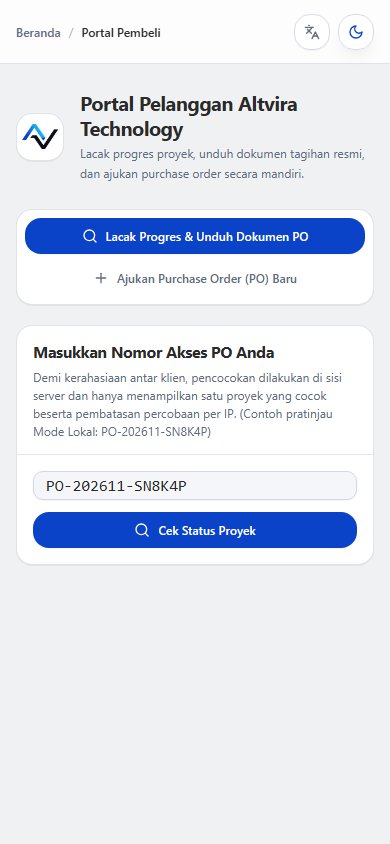 Beranda / Portal Pembeli
Portal Pelanggan Altvira
Technology
Lacak progres proyek, unduh dokumen tagihan resmi,
dan ajukan purchase order secara mandiri.
Lacak Progres & Unduh Dokumen PO
Ajukan Purchase Order (PO) Baru
Masukkan Nomor Akses PO Anda
Demi kerahasiaan antar klien, pencocokan dilakukan di sisi
server dan hanya menampilkan satu proyek yang cocok
beserta pembatasan percobaan per IP. (Contoh pratinjau
Mode Lokal: PO-202611-SN8K4P)
PO-202611-SN8K4P
Cek Status Proyek